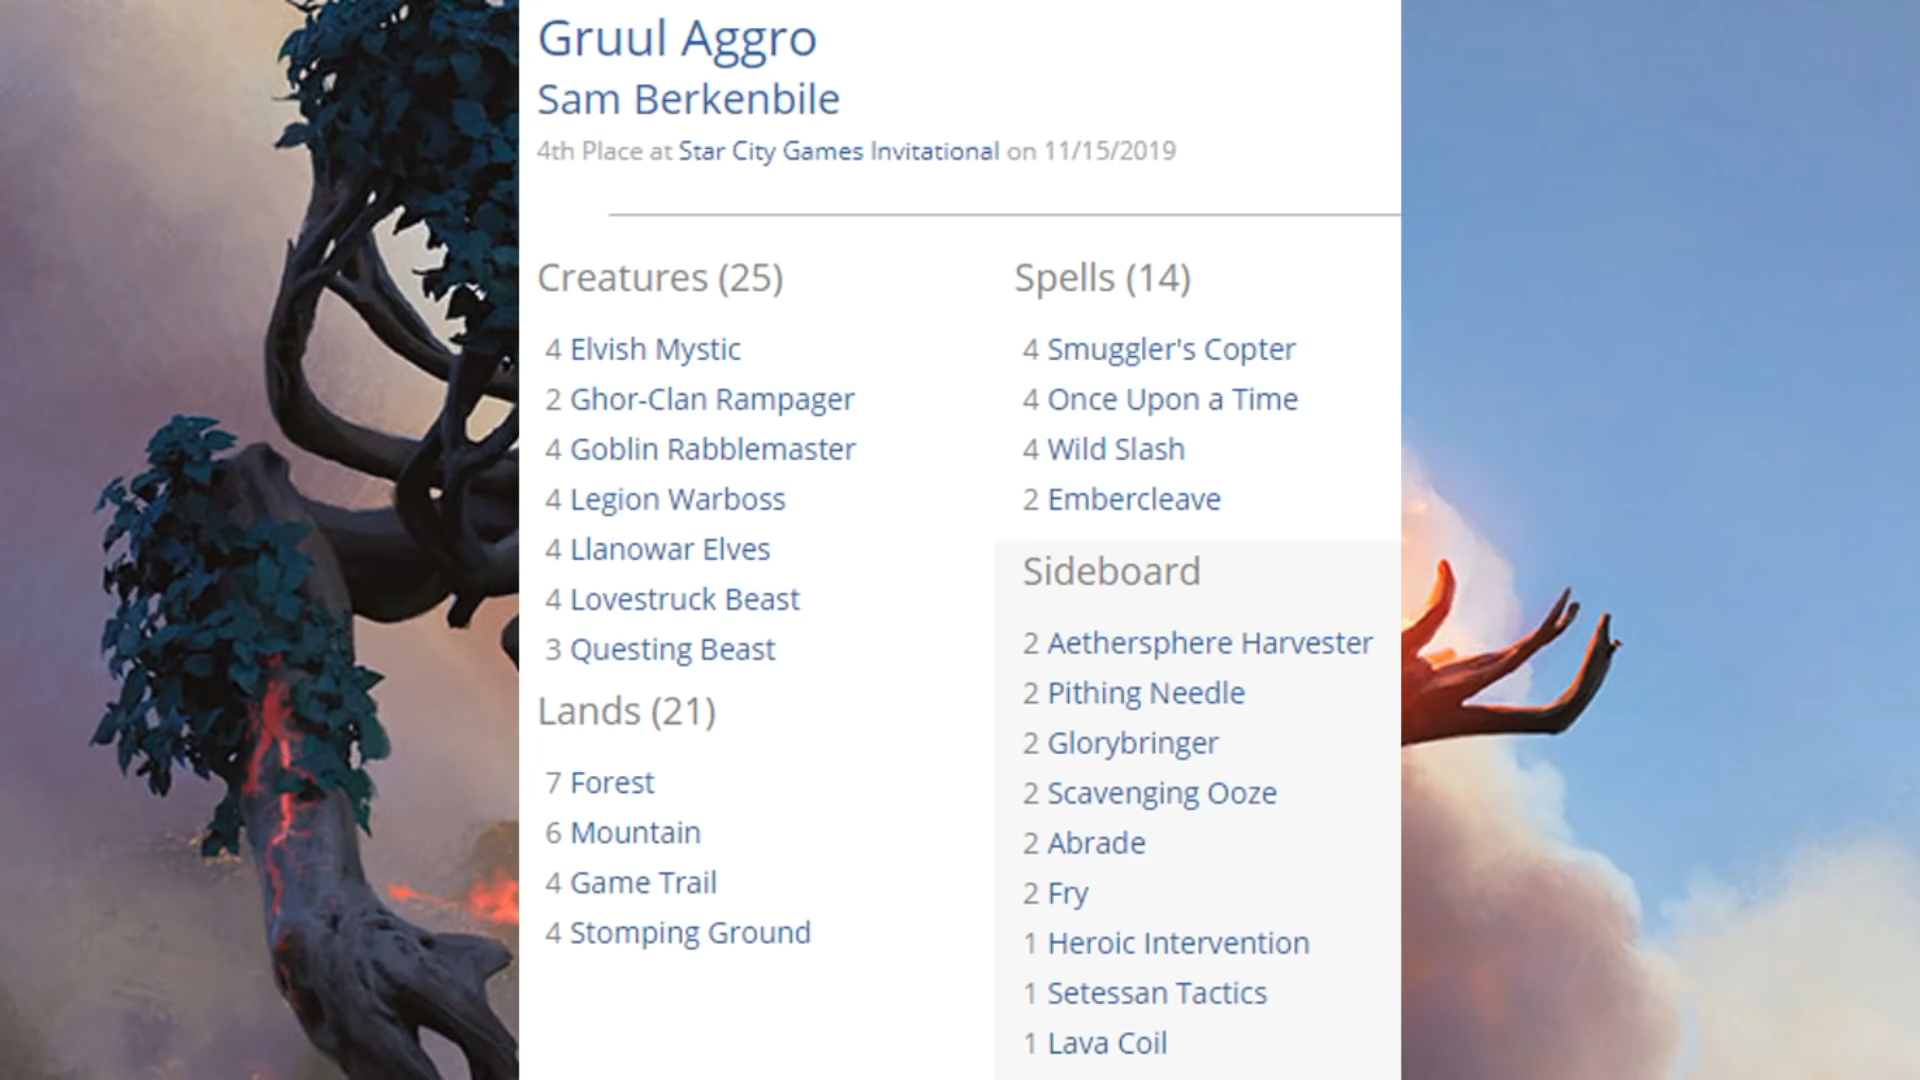 Gruul Aggro
Sam Berkenbile
4th Place at Star City Games Invitational on 11/15/2019
Creatures (25)
4 Elvish Mystic
2 Ghor-Clan Rampager
4 Goblin Rabblemaster
4 Legion Warboss
4 Llanowar Elves
4 Lovestruck Beast
3 Questing Beast
Lands (21)
7 Forest
6 Mountain
4 Game Trail
4 Stomping Ground
Spells (14)
4 Smuggler's Copter
4 Once Upon a Time
4 Wild Slash
2 Embercleave
Sideboard
2 Aethersphere Harvester
2 Pithing Needle
2 Glorybringer
2 Scavenging Ooze
2 Abrade
2 Fry
1 Heroic Intervention
1 Setessan Tactics
1 Lava Coil